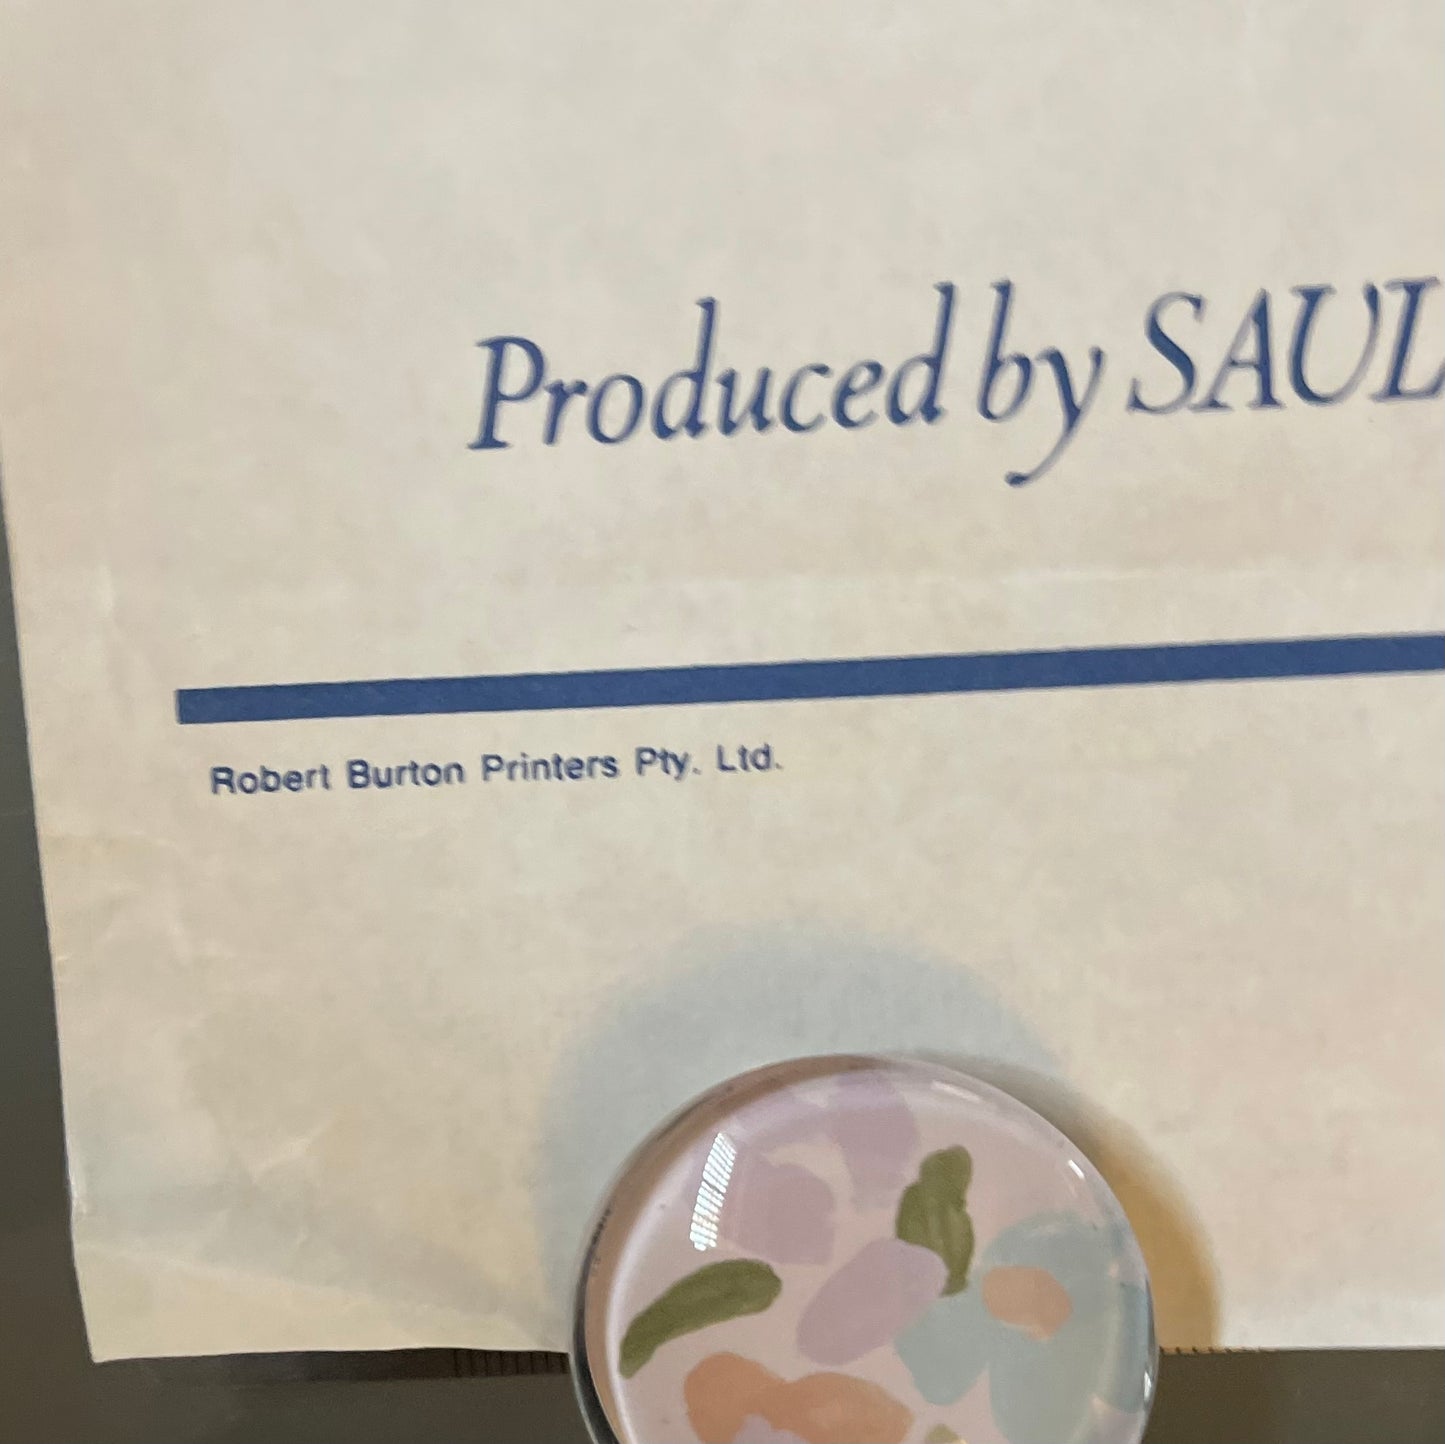 Produced by SAUL
Robert Burton Printers Pty. Ltd.